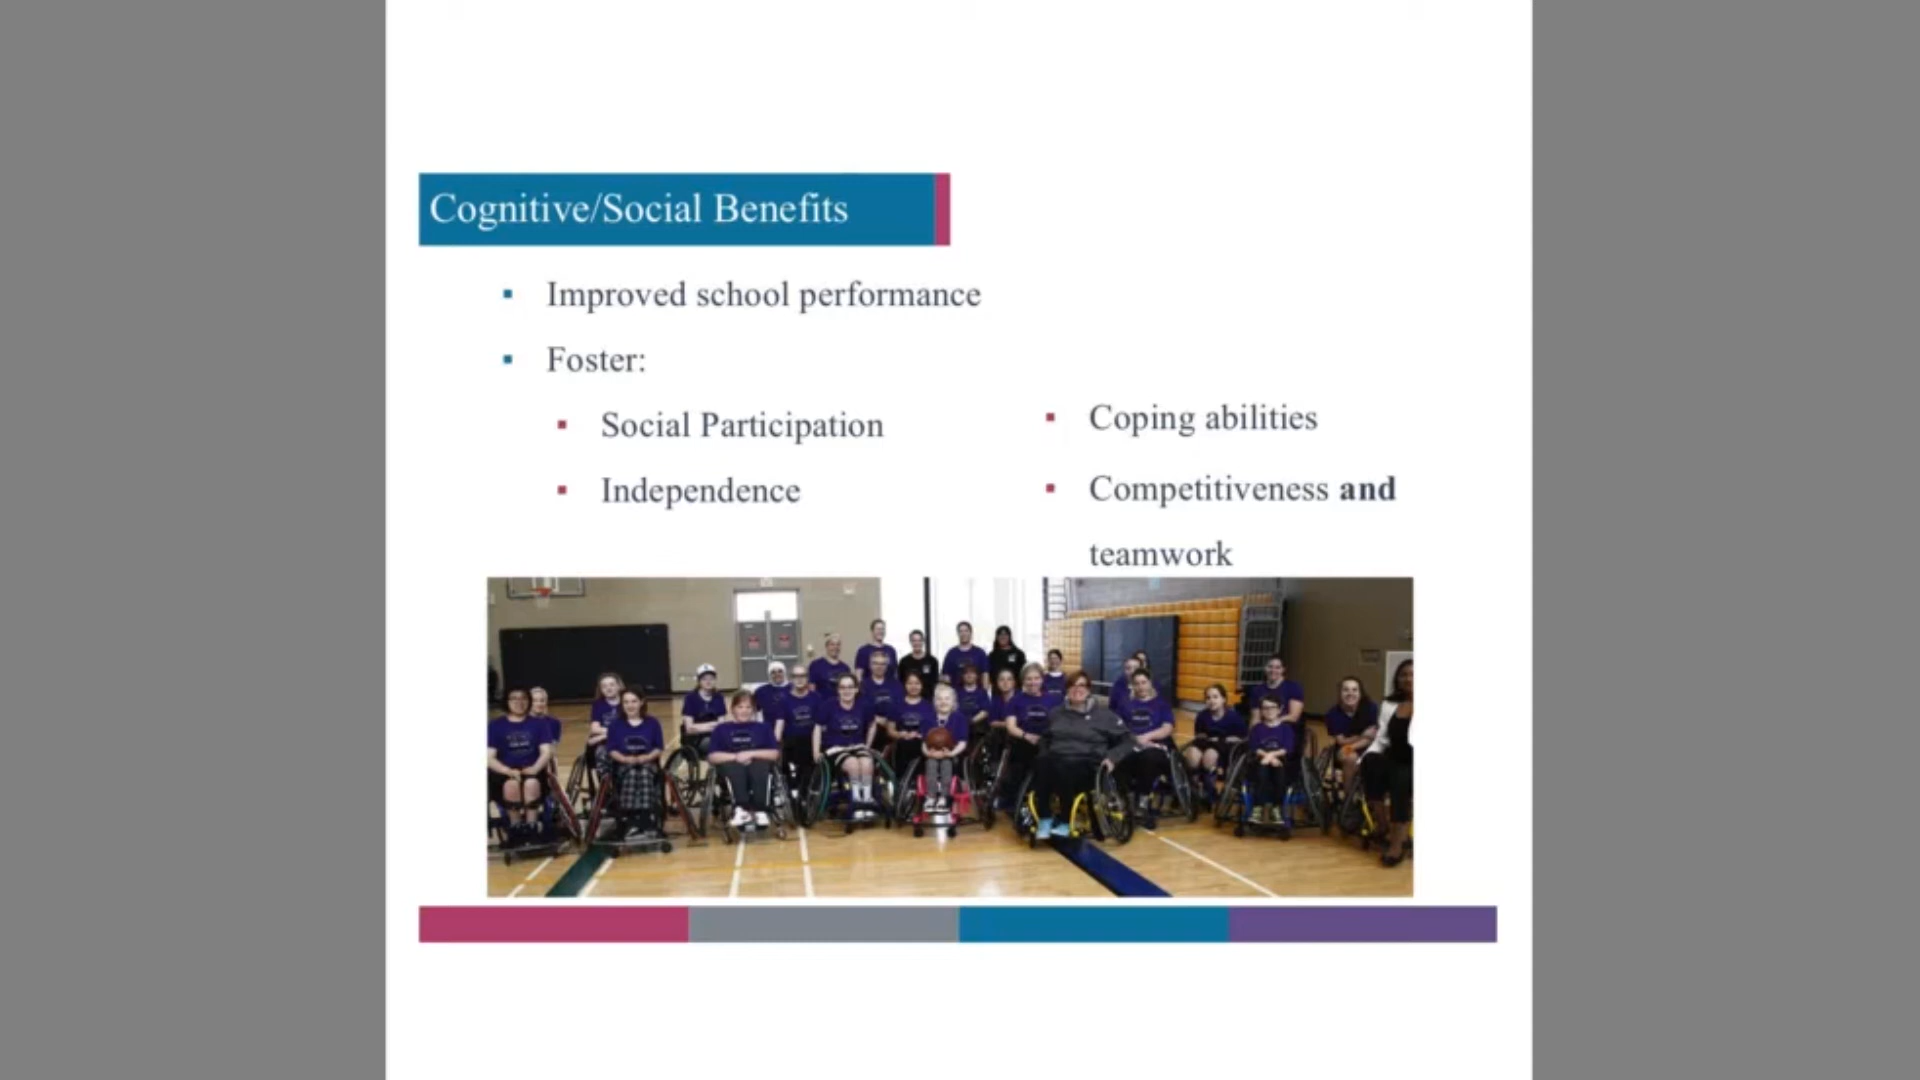 Cognitive/Social Benefits
Improved school performance
Foster:
Social Participation
Independence
Coping abilities
Competitiveness and
teamwork